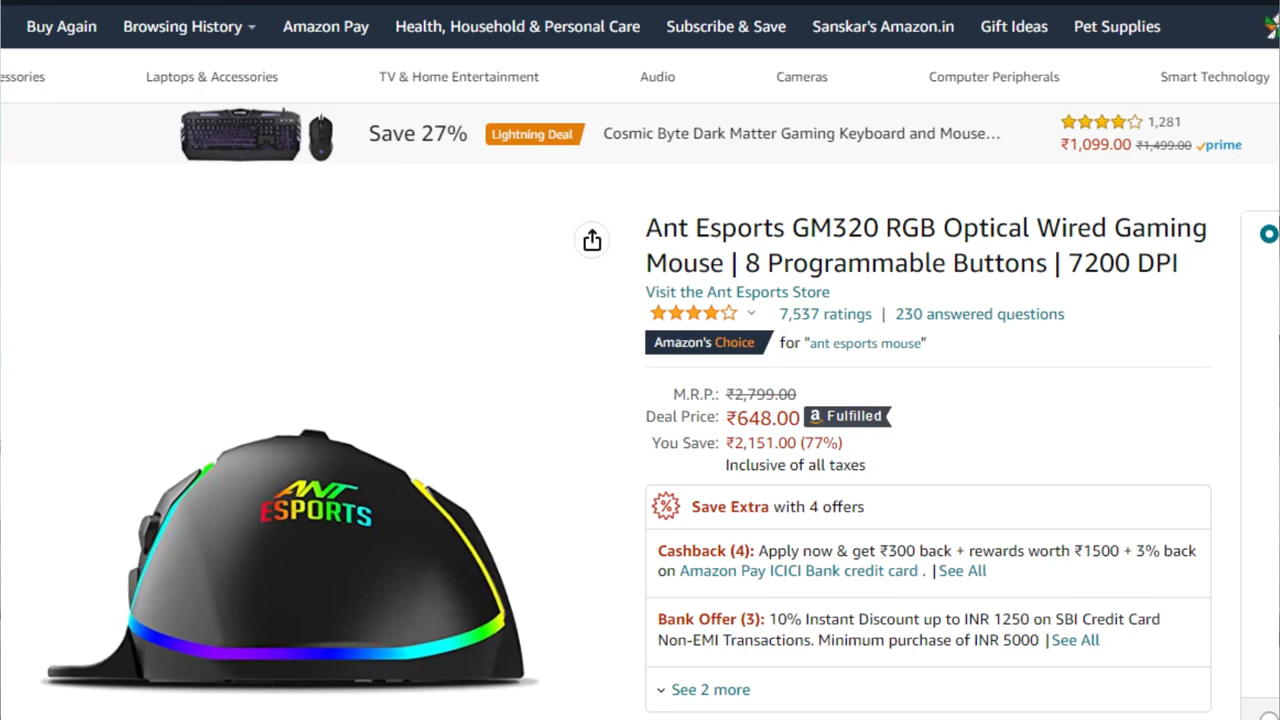 Buy Again Browsing History Amazon Pay Health, Household & Personal Care Subscribe & Save Sanskar's Amazon.in Gift Ideas Pet Supplies
essories Laptops & Accessories TV & Home Entertainment Audio Cameras Computer Peripherals Smart Technology
Save 27% Lightning Deal Cosmic Byte Dark Matter Gaming Keyboard and Mouse... 1,281
₹1,099.00 ₹1,499.00 prime
Ant Esports GM320 RGB Optical Wired Gaming
Mouse | 8 Programmable Buttons | 7200 DPI
Visit the Ant Esports Store
7,537 ratings | 230 answered questions
Amazon's Choice for "ant esports mouse"
M.R.P.: ₹2,799.00
Deal Price: ₹648.00 a Fulfilled
You Save: ₹2,151.00 (77%)
Inclusive of all taxes
ANT
ESPORTS
% Save Extra with 4 offers
Cashback (4): Apply now & get ₹300 back + rewards worth ₹1500 + 3% back
on Amazon Pay ICICI Bank credit card . | See All
Bank Offer (3): 10% Instant Discount up to INR 1250 on SBI Credit Card
Non-EMI Transactions. Minimum purchase of INR 5000 | See All
See 2 more